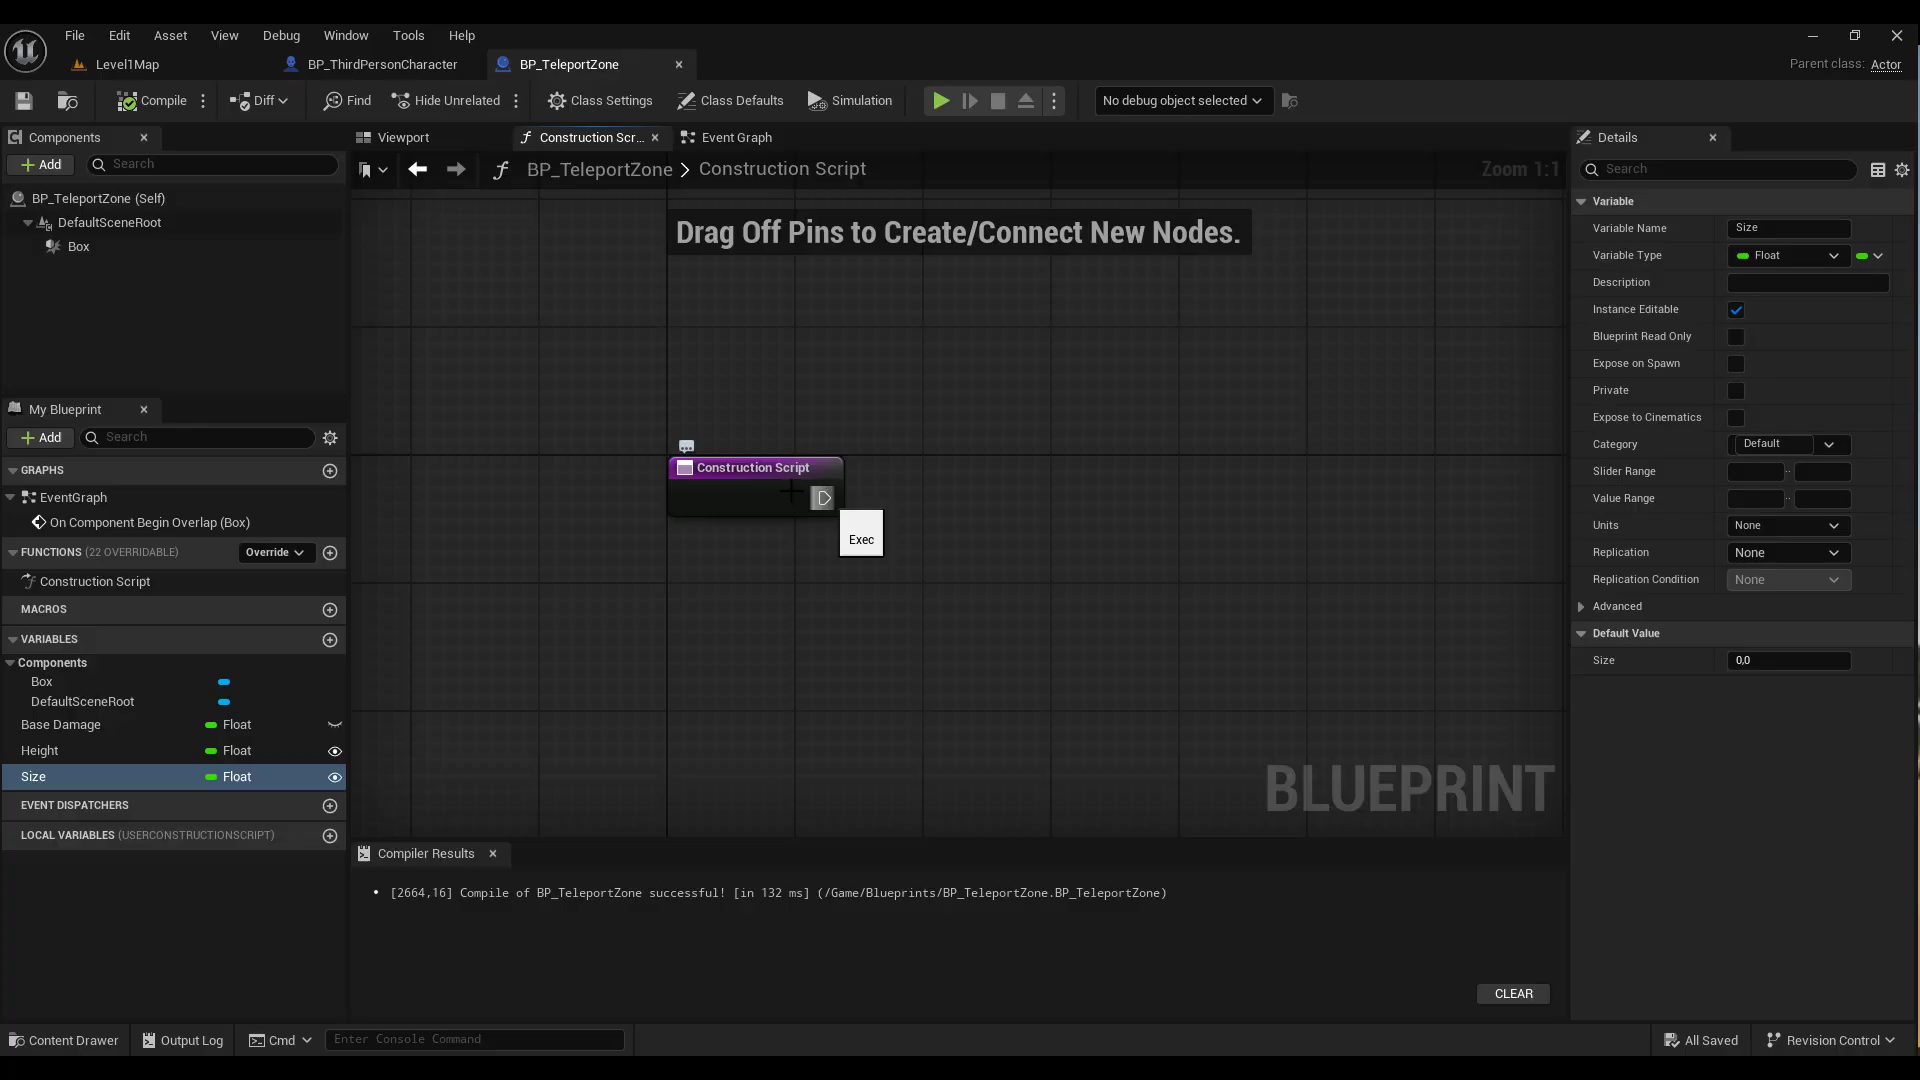 File Edit Asset View Debug Window Tools Help
Level1Map BP_ThirdPersonCharacter BP_TeleportZone
Parent class: Actor
Compile Diff Find Hide Unrelated Class Settings Class Defaults Simulation No debug object selected
Components
Add Search
BP_TeleportZone (Self)
DefaultSceneRoot
Box
My Blueprint
Add Search
GRAPHS
EventGraph
On Component Begin Overlap (Box)
FUNCTIONS (22 OVERRIDABLE) Override
Construction Script
MACROS
VARIABLES
Components
Box
DefaultSceneRoot
Base Damage Float
Height Float
Size Float
EVENT DISPATCHERS
LOCAL VARIABLES (USERCONSTRUCTIONSCRIPT)
Viewport Construction Scr... Event Graph
BP_TeleportZone > Construction Script
Zoom 1:1
Drag Off Pins to Create/Connect New Nodes.
Construction Script
Exec
BLUEPRINT
Compiler Results
[2664,16] Compile of BP_TeleportZone successful! [in 132 ms] (/Game/Blueprints/BP_TeleportZone.BP_TeleportZone)
CLEAR
Details
Search
Variable
Variable Name Size
Variable Type Float
Description
Instance Editable
Blueprint Read Only
Expose on Spawn
Private
Expose to Cinematics
Category Default
Slider Range
Value Range
Units None
Replication None
Replication Condition None
Advanced
Default Value
Size 0,0
Content Drawer Output Log Cmd Enter Console Command All Saved Revision Control